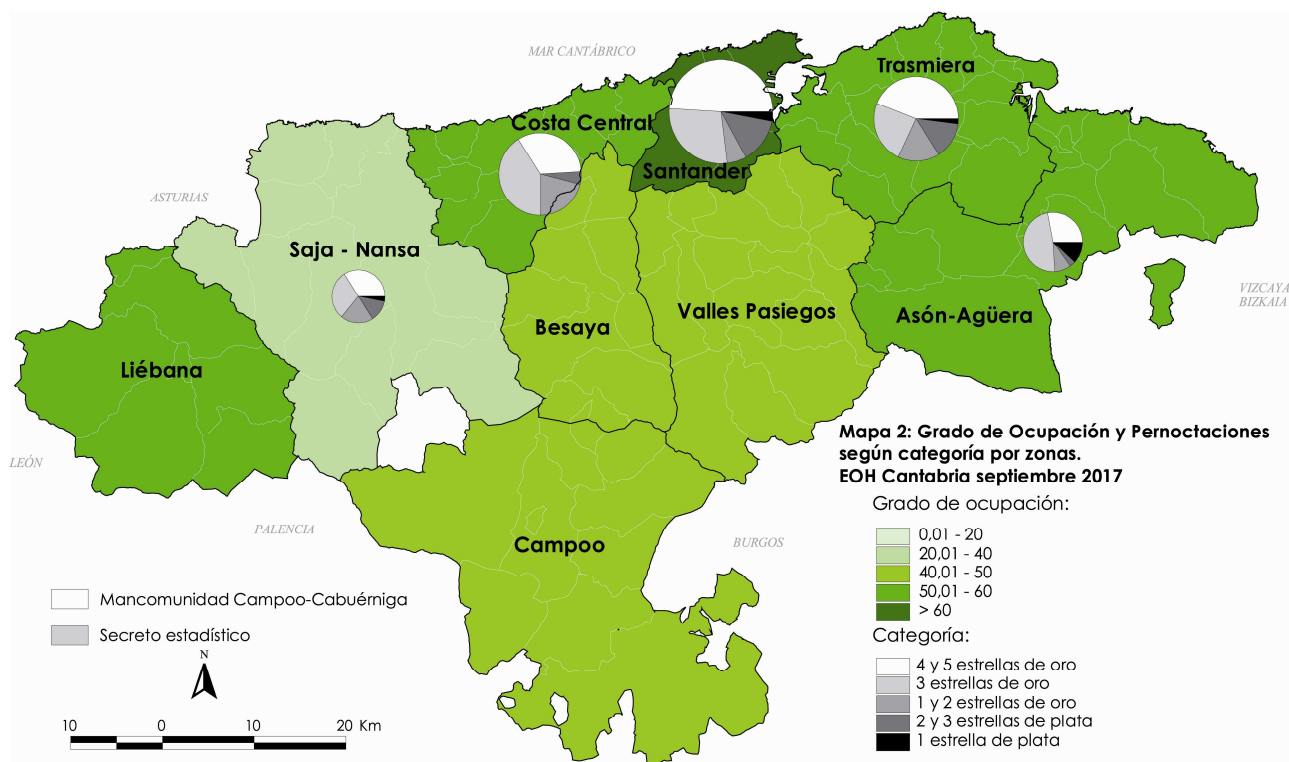 MAR CANTÁBRICO
Trasmiera
Costa Central
Santander
ASTURIAS
Saja - Nansa
VIZCAYA
BIZKAIA
Valles Pasiegos
Asón-Agüera
Besaya
Liébana
Mapa 2: Grado de Ocupación y Pernoctaciones
según categoría por zonas.
EOH Cantabria septiembre 2017
LEÓN
Grado de ocupación:
0,01 - 20
20,01 - 40
40,01 - 50
50,01 - 60
> 60
PALENCIA
Campoo
BURGOS
Mancomunidad Campoo-Cabuérniga
Secreto estadístico
Categoría:
4 y 5 estrellas de oro
3 estrellas de oro
1 y 2 estrellas de oro
2 y 3 estrellas de plata
1 estrella de plata
N
10 0 10 20 Km